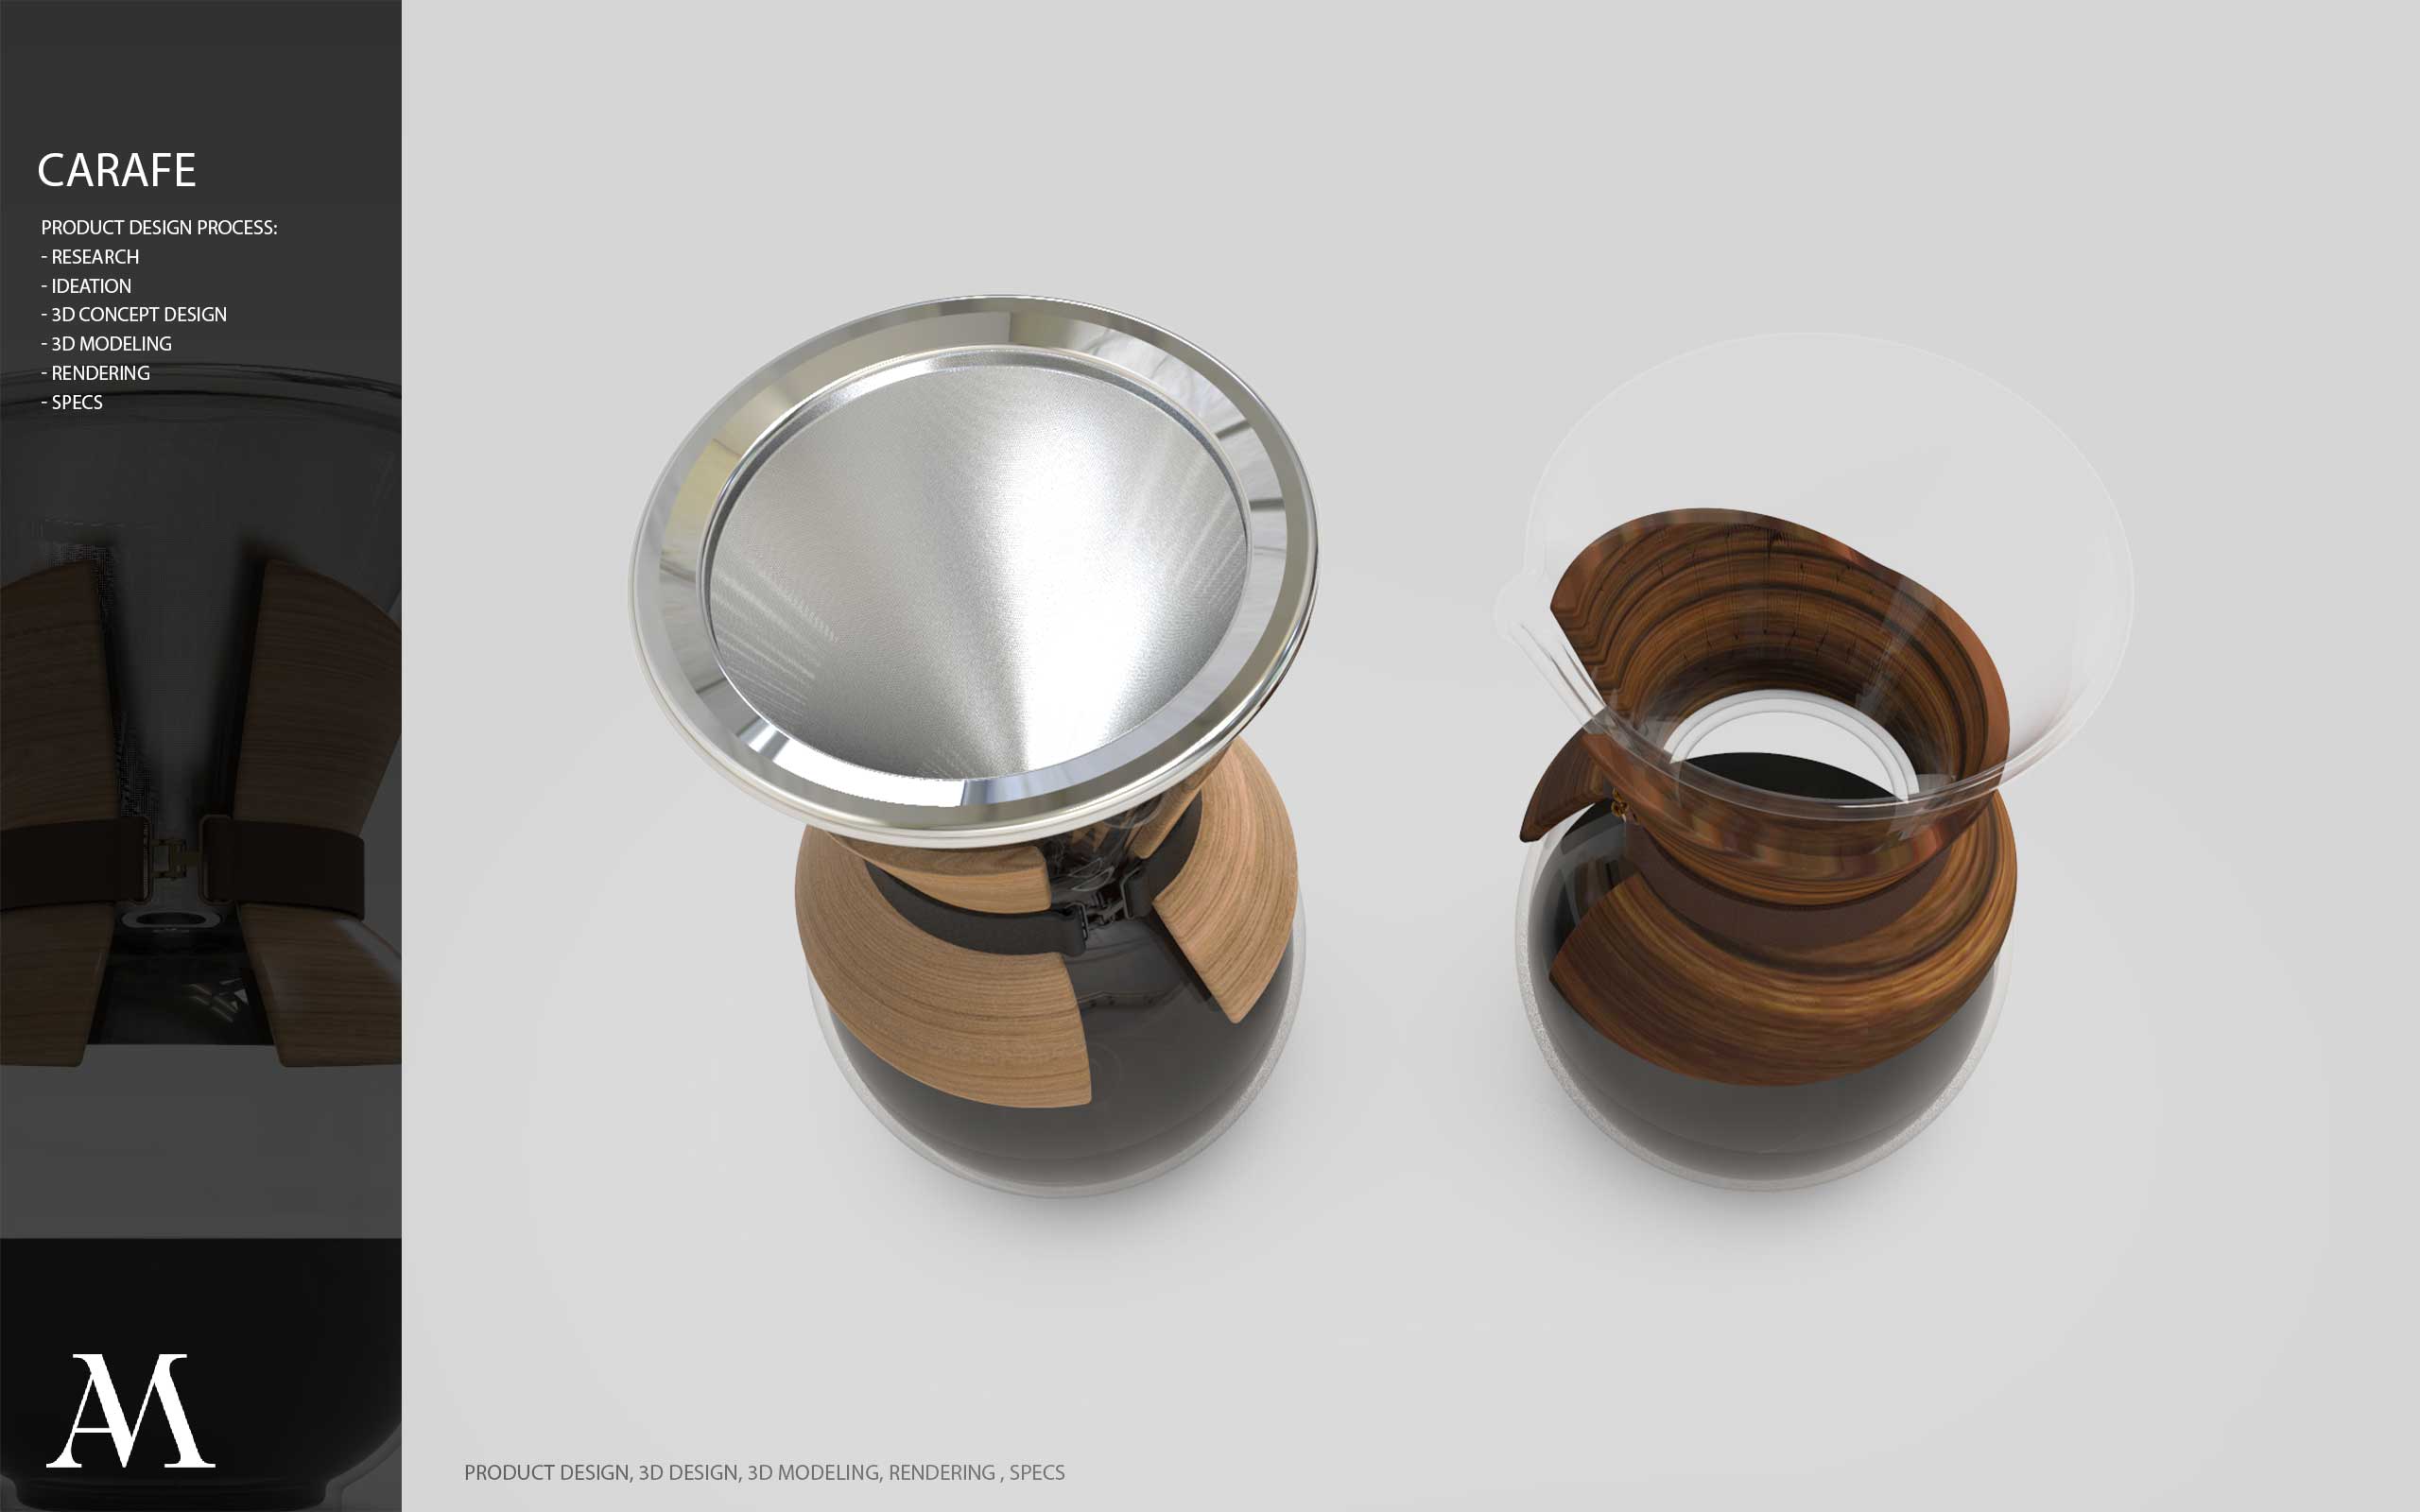 CARAFE
PRODUCT DESIGN PROCESS:
- RESEARCH
- IDEATION
- 3D CONCEPT DESIGN
- 3D MODELING
- RENDERING
- SPECS
AM
PRODUCT DESIGN, 3D DESIGN, 3D MODELING, RENDERING , SPECS